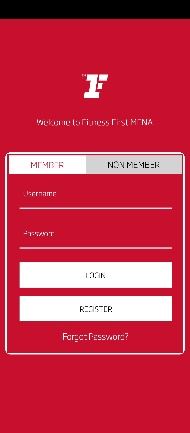 Welcome to Fitness First MENA
MEMBER
NON MEMBER
Username
Password
LOGIN
REGISTER
Forgot Password?